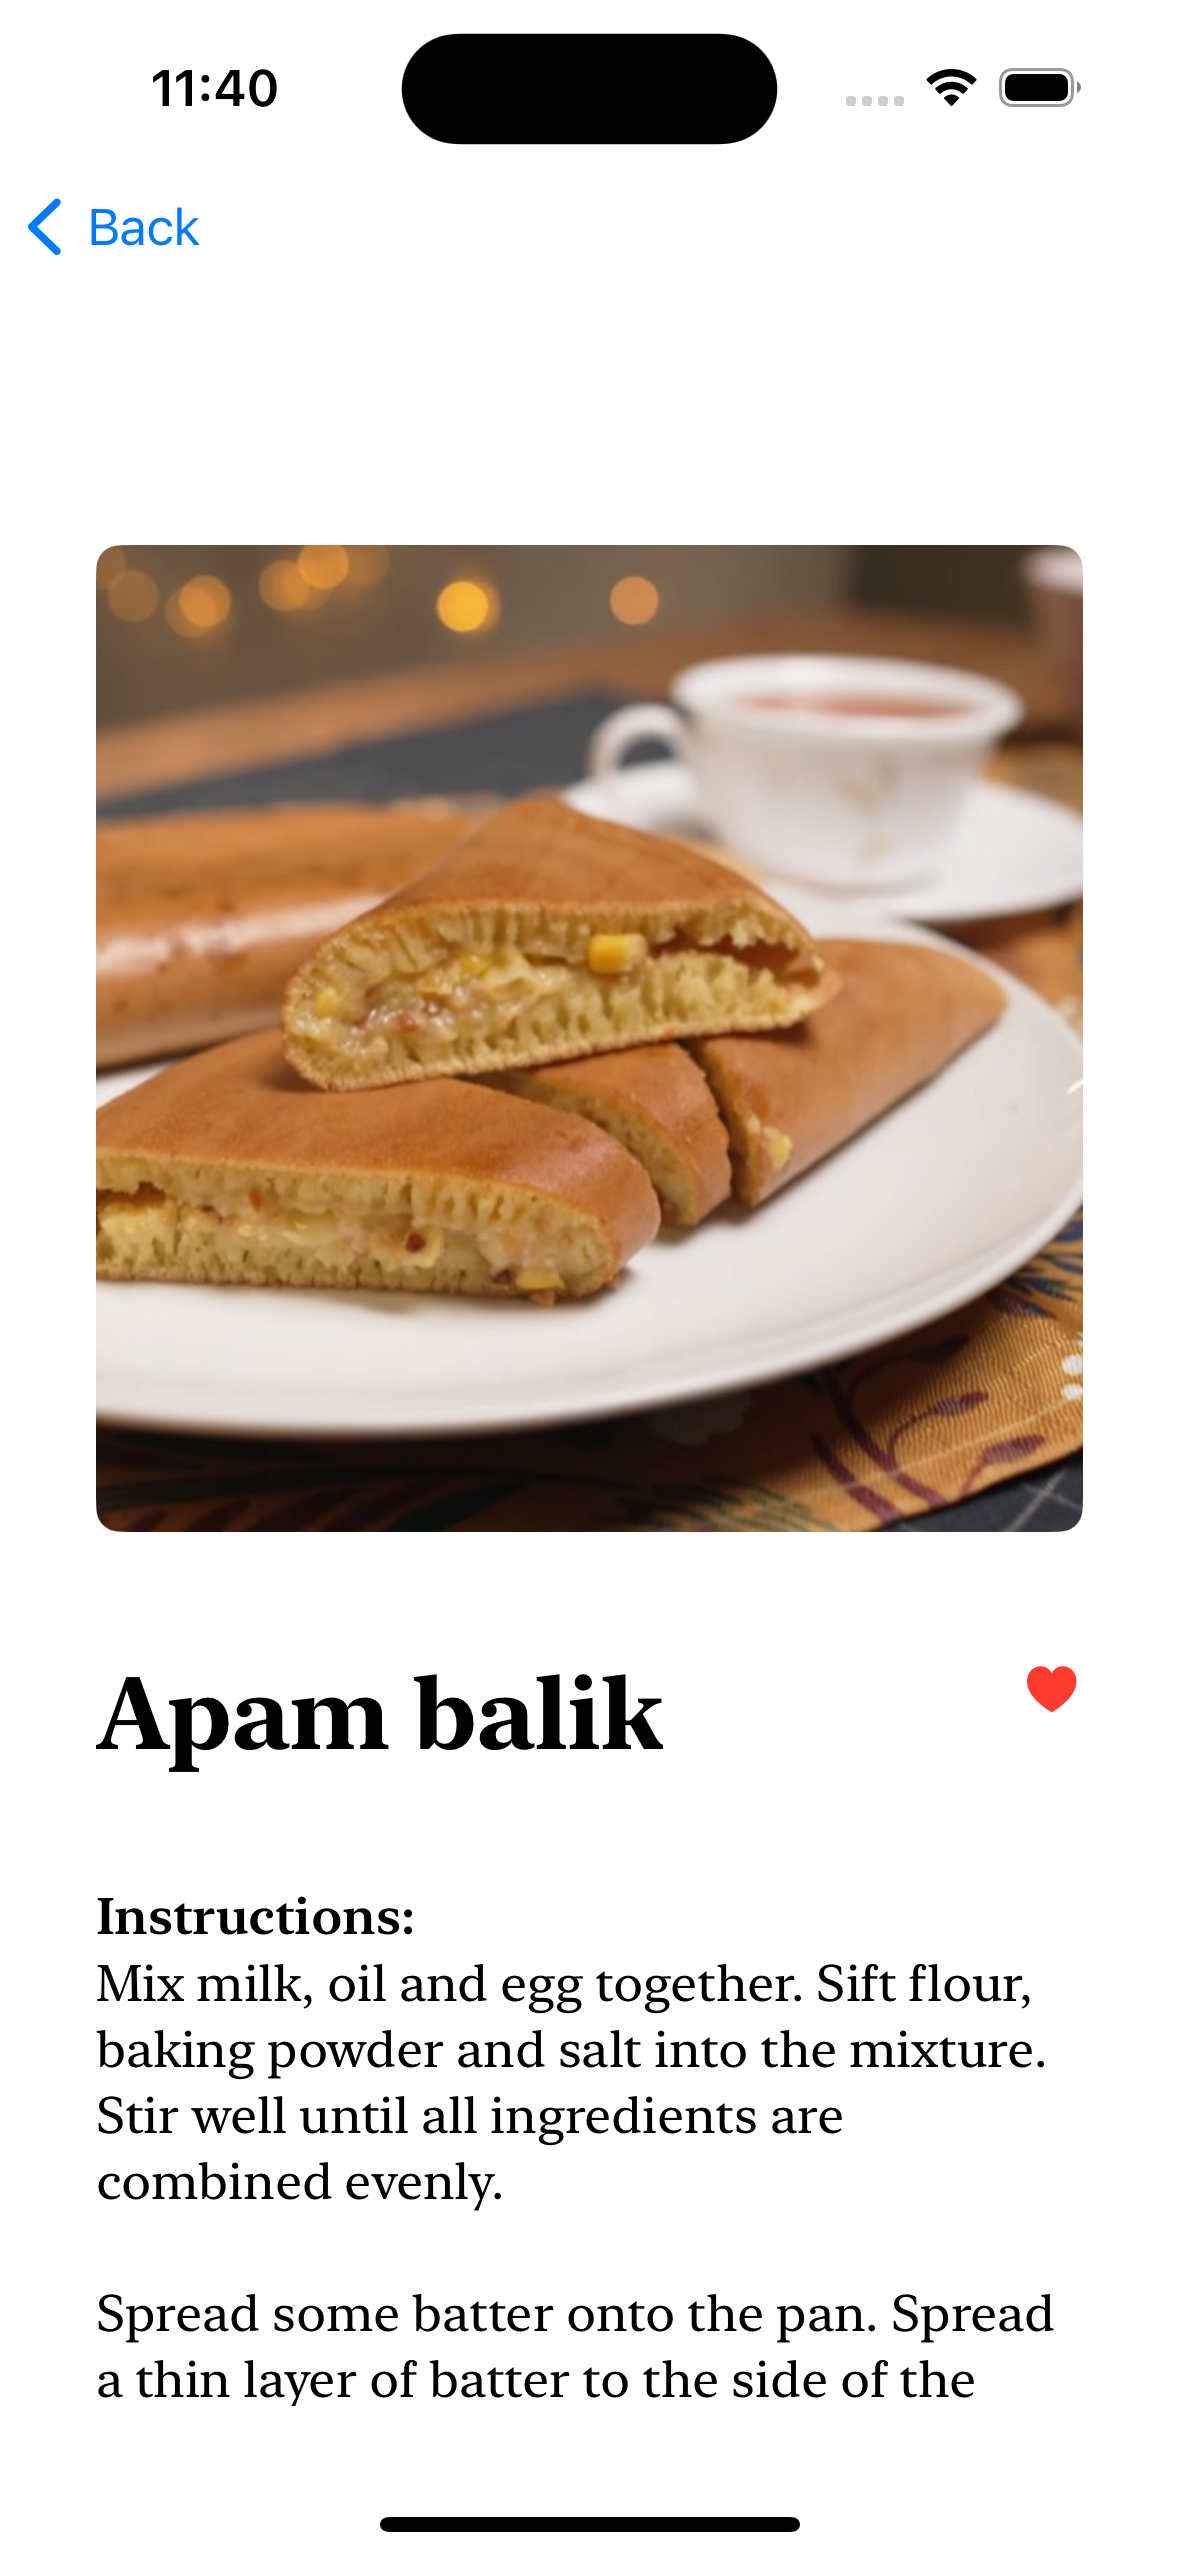 11:40
Back
Apam balik
Instructions:
Mix milk, oil and egg together. Sift flour,
baking powder and salt into the mixture.
Stir well until all ingredients are
combined evenly.
Spread some batter onto the pan. Spread
a thin layer of batter to the side of the